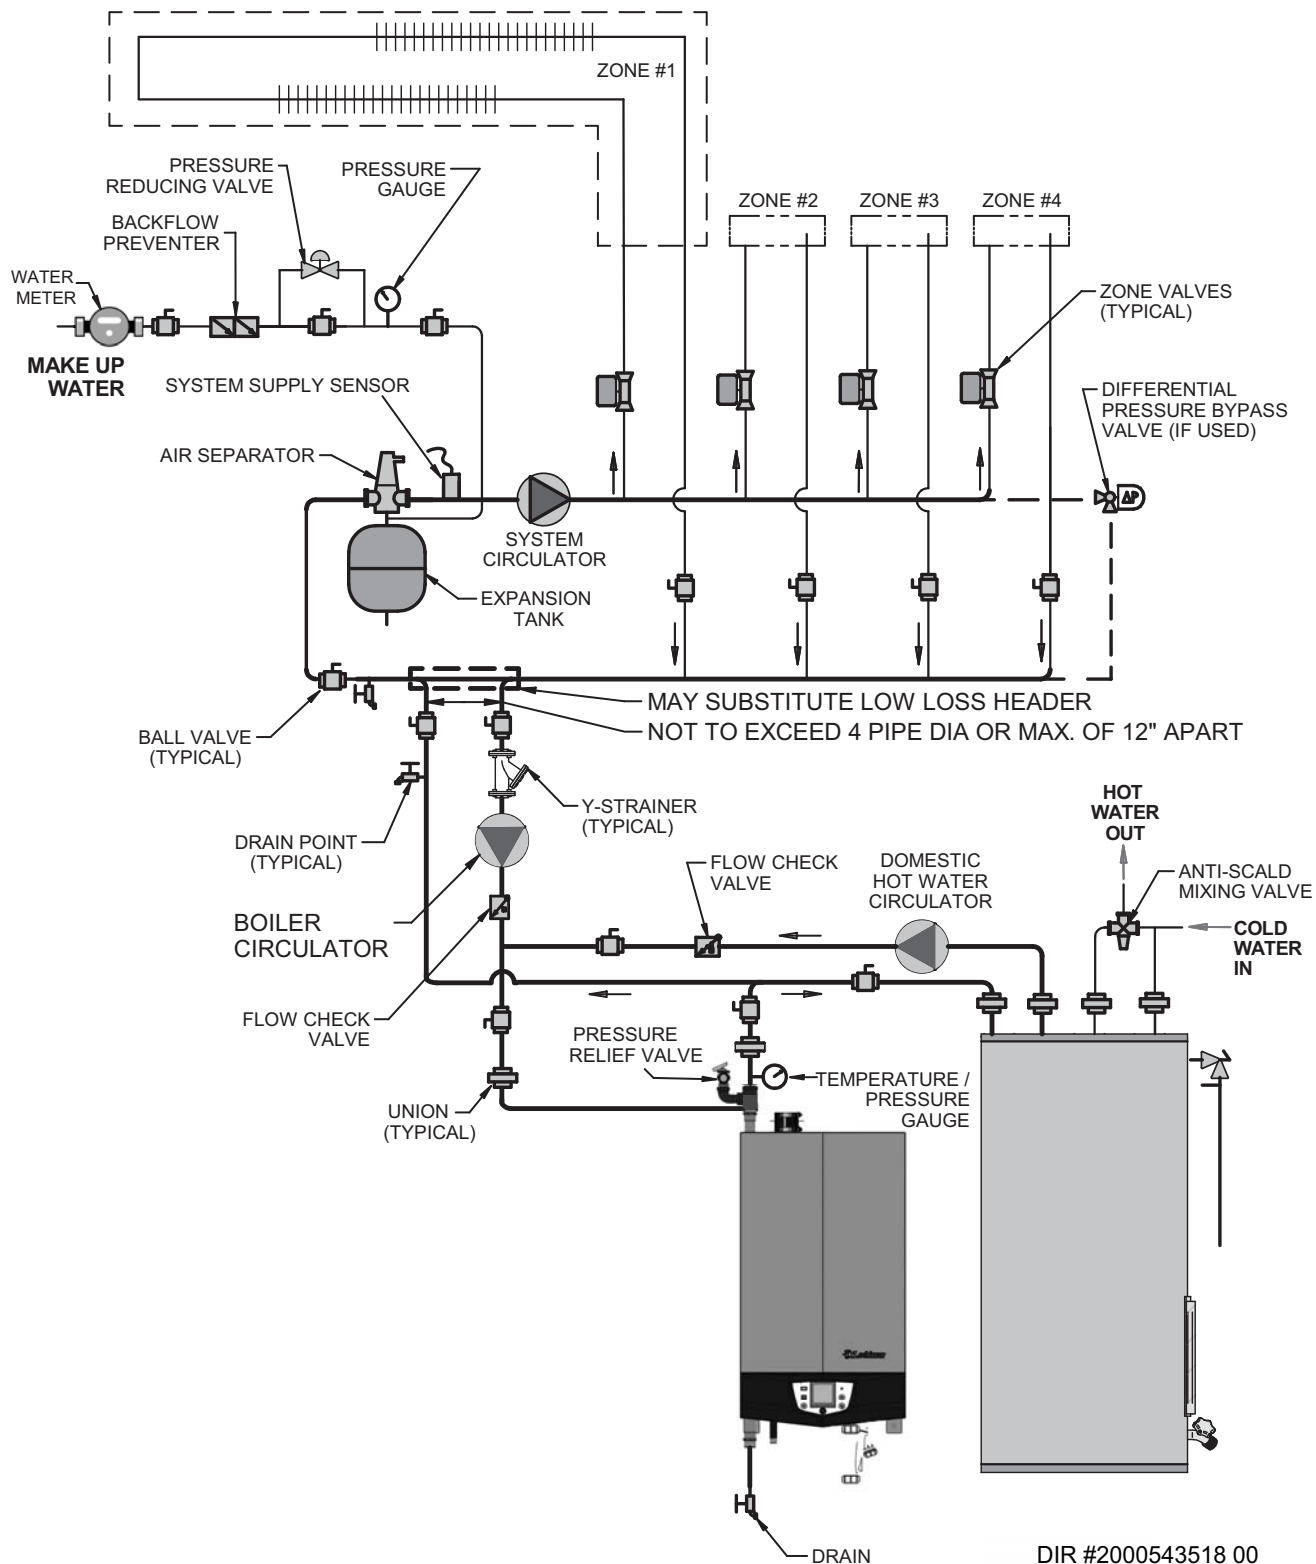 ZONE #1
PRESSURE
REDUCING VALVE
PRESSURE
GAUGE
BACKFLOW
PREVENTER
ZONE #2
ZONE #3
ZONE #4
WATER
METER
MAKE UP
WATER
ZONE VALVES
(TYPICAL)
SYSTEM SUPPLY SENSOR
DIFFERENTIAL
PRESSURE BYPASS
VALVE (IF USED)
AIR SEPARATOR
ΔP
SYSTEM
CIRCULATOR
EXPANSION
TANK
MAY SUBSTITUTE LOW LOSS HEADER
NOT TO EXCEED 4 PIPE DIA OR MAX. OF 12" APART
BALL VALVE
(TYPICAL)
Y-STRAINER
(TYPICAL)
DRAIN POINT
(TYPICAL)
HOT
WATER
OUT
FLOW CHECK
VALVE
DOMESTIC
HOT WATER
CIRCULATOR
ANTI-SCALD
MIXING VALVE
BOILER
CIRCULATOR
COLD
WATER
IN
FLOW CHECK
VALVE
PRESSURE
RELIEF VALVE
TEMPERATURE /
PRESSURE
GAUGE
UNION
(TYPICAL)
Lochinvar
DRAIN
DIR #2000543518 00